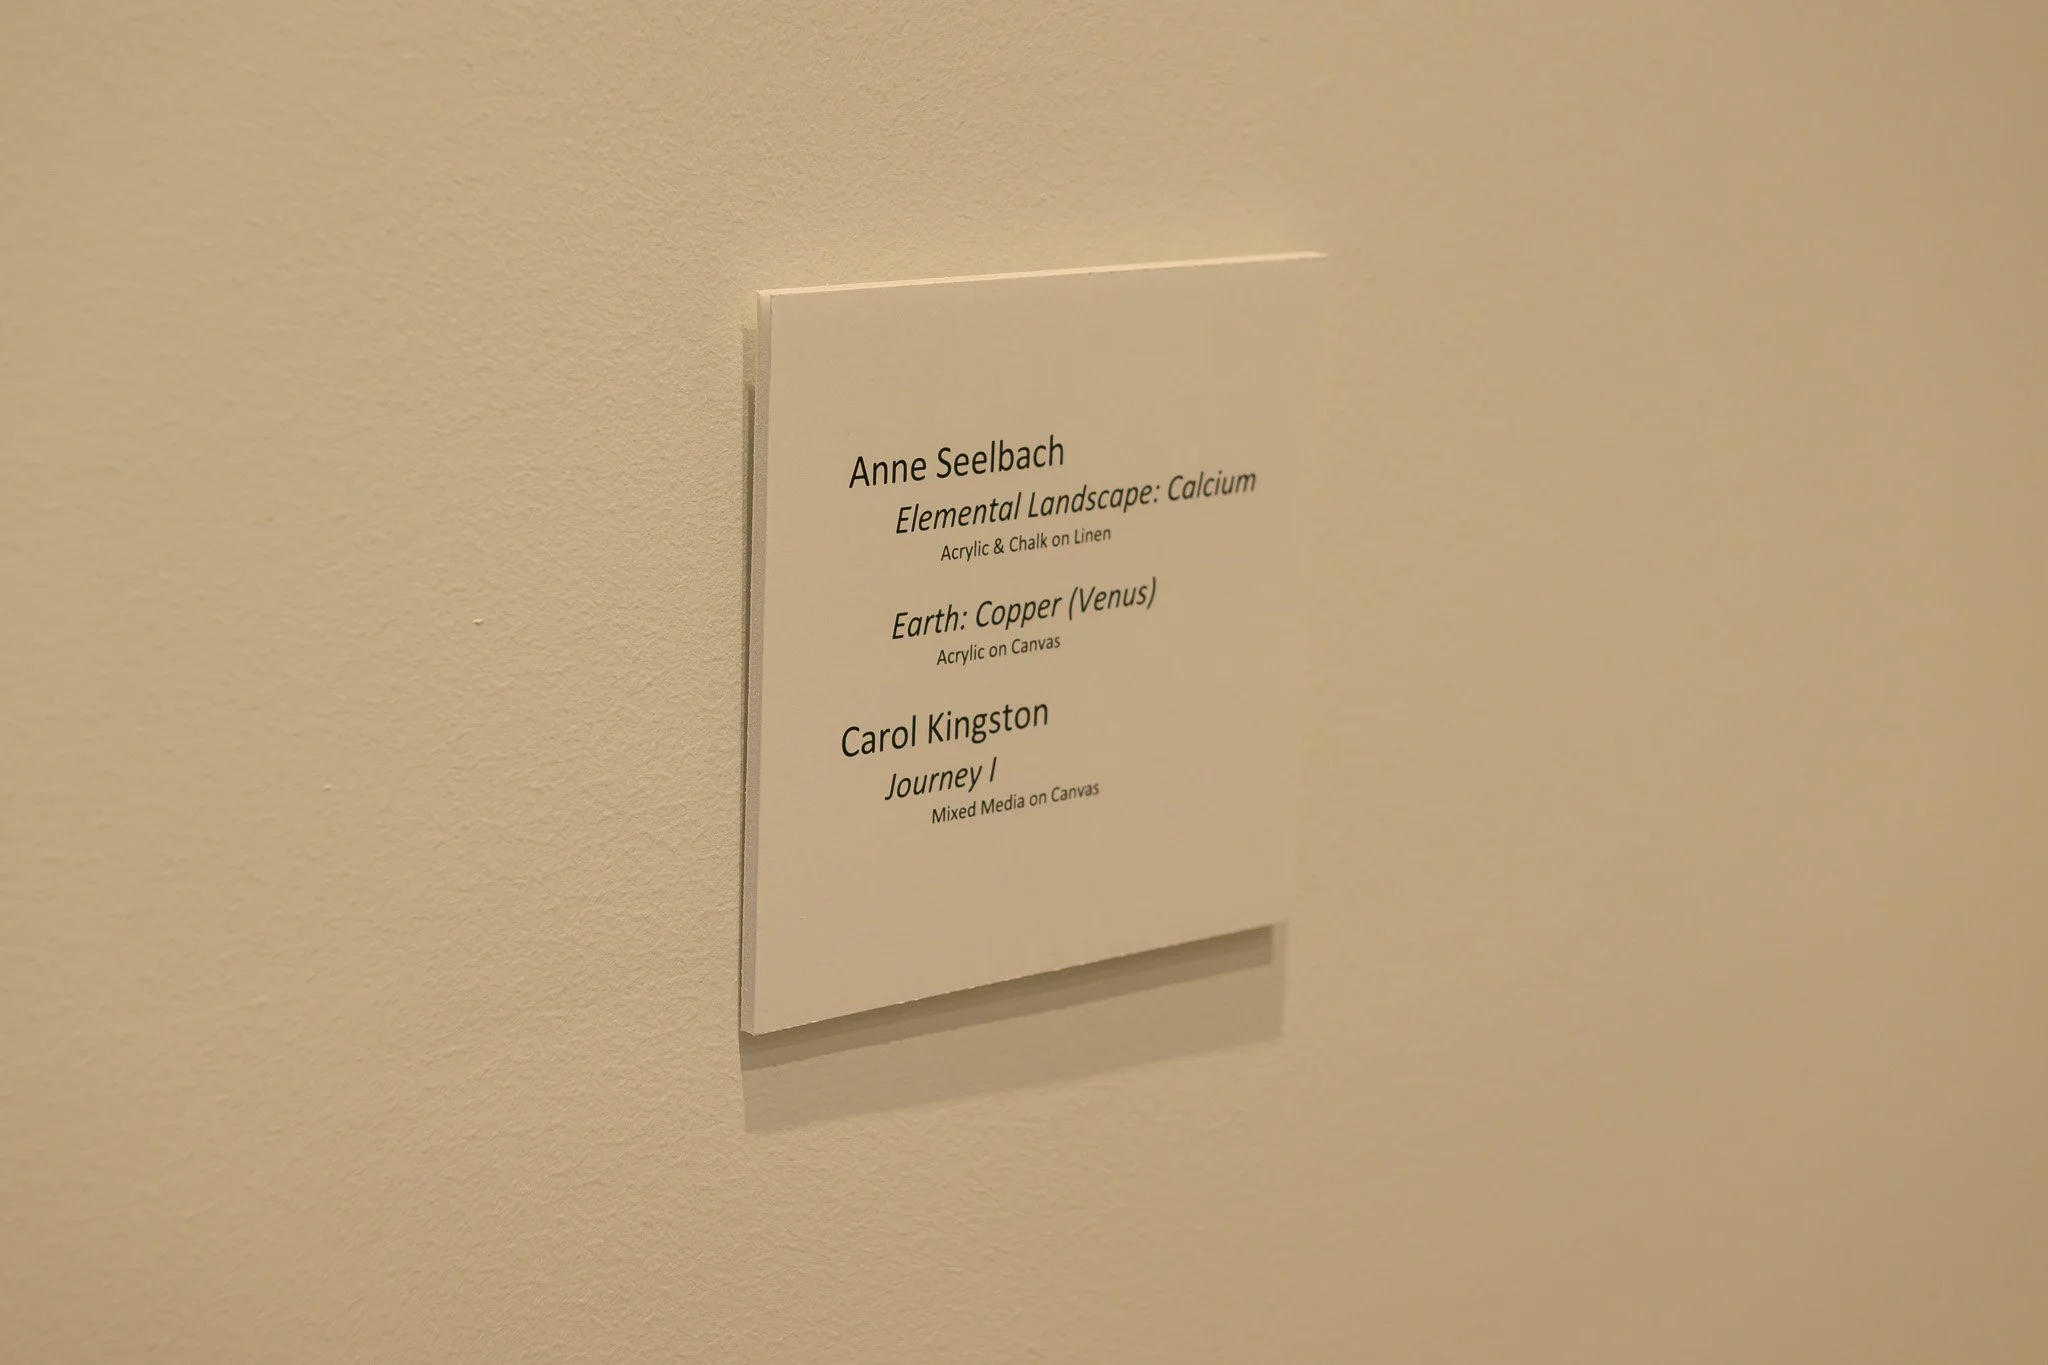 Anne Seelbach
Elemental Landscape: Calcium
Acrylic & Chalk on Linen
Earth: Copper (Venus)
Acrylic on Canvas
Carol Kingston
Journey I
Mixed Media on Canvas